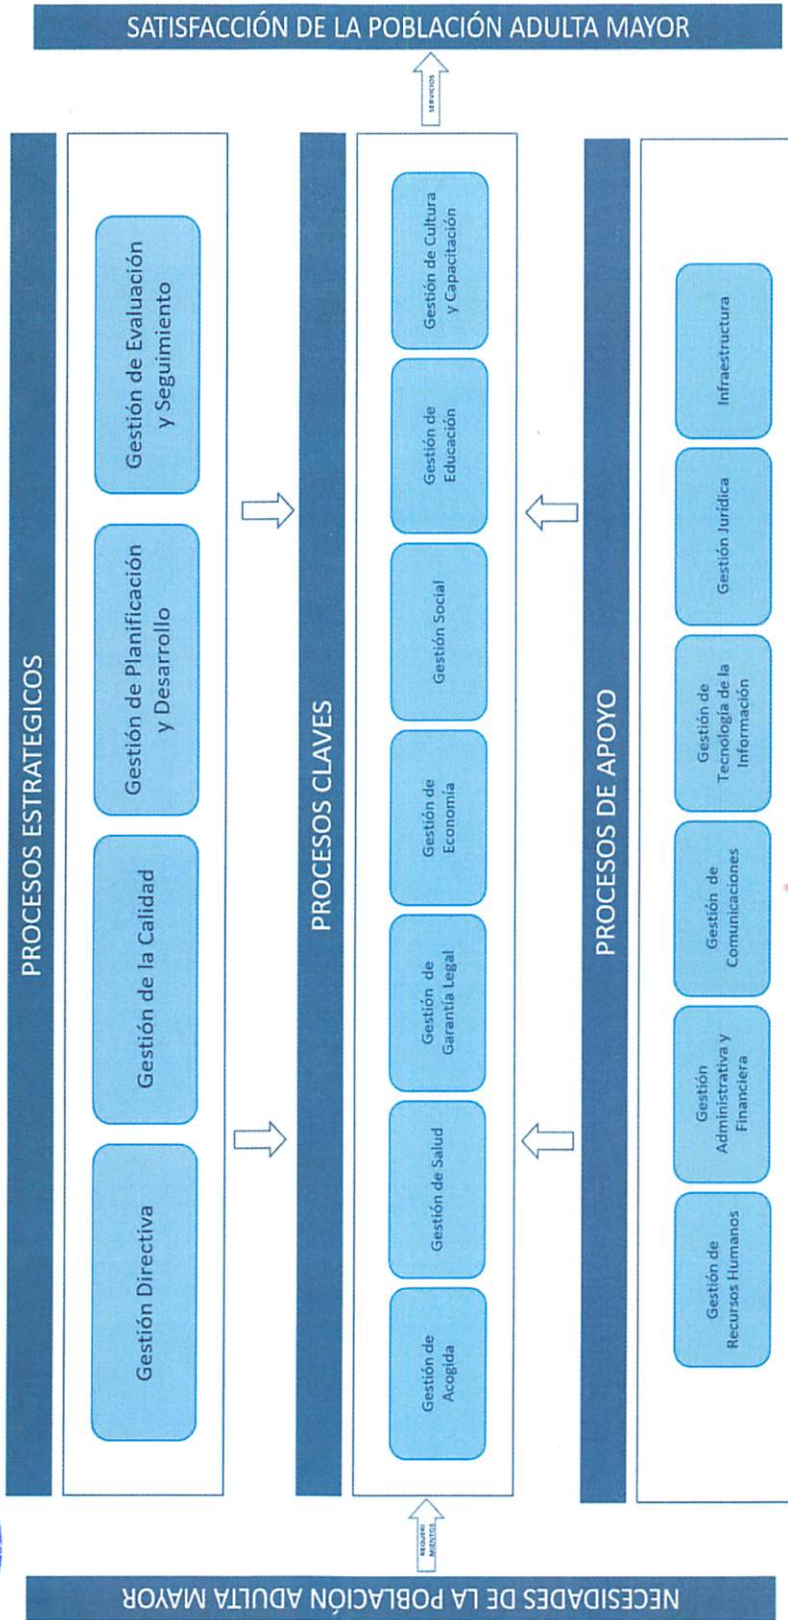 NECESIDADES DE LA POBLACIÓN ADULTA MAYOR
REQUERI
MIENTOS
PROCESOS ESTRATEGICOS
Gestión Directiva
Gestión de la Calidad
Gestión de Planificación
y Desarrollo
Gestión de Evaluación
y Seguimiento
PROCESOS CLAVES
Gestión de
Acogida
Gestión de Salud
Gestión de
Garantía Legal
Gestión de
Economía
Gestión Social
Gestión de
Educación
Gestión de Cultura
y Capacitación
PROCESOS DE APOYO
Gestión de
Recursos Humanos
Gestión
Administrativa y
Financiera
Gestión de
Comunicaciones
Gestión de
Tecnología de la
Información
Gestión Jurídica
Infraestructura
SERVICIOS
SATISFACCIÓN DE LA POBLACIÓN ADULTA MAYOR